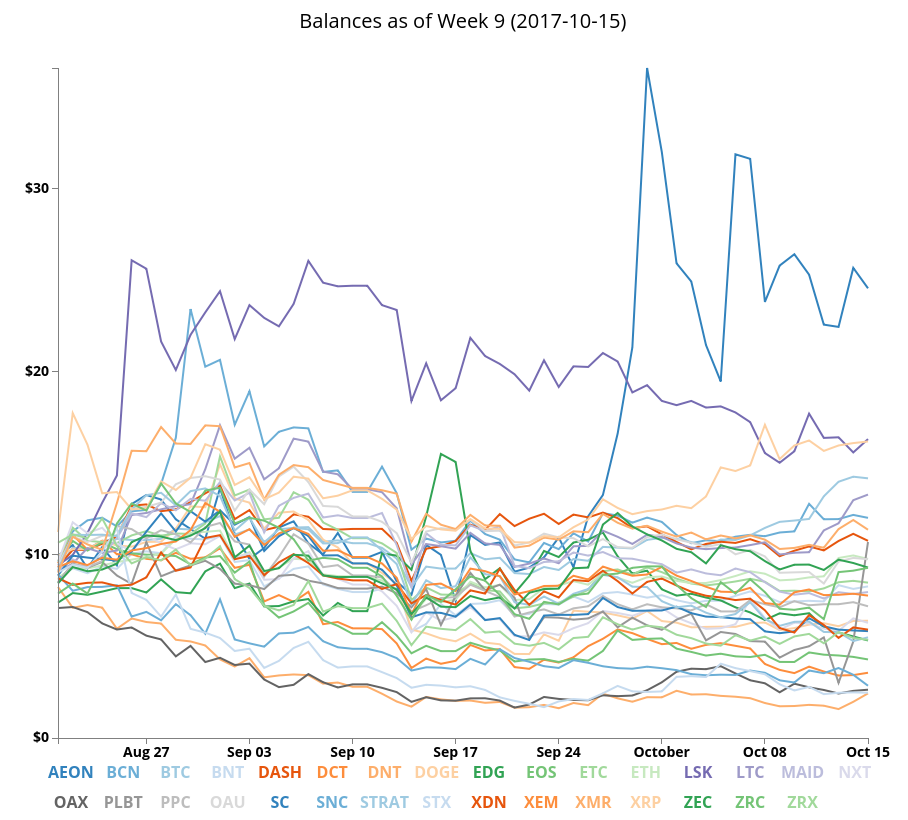 Balances as of Week 9 (2017-10-15)
$30
$20
$10
$0
Aug 27 Sep 03 Sep 10 Sep 17 Sep 24 October Oct 08 Oct 15
AEON BCN BTC BNT DASH DCT DNT DOGE EDG EOS ETC ETH LSK LTC MAID NXT
OAX PLBT PPC OAU SC SNC STRAT STX XDN XEM XMR XRP ZEC ZRC ZRX